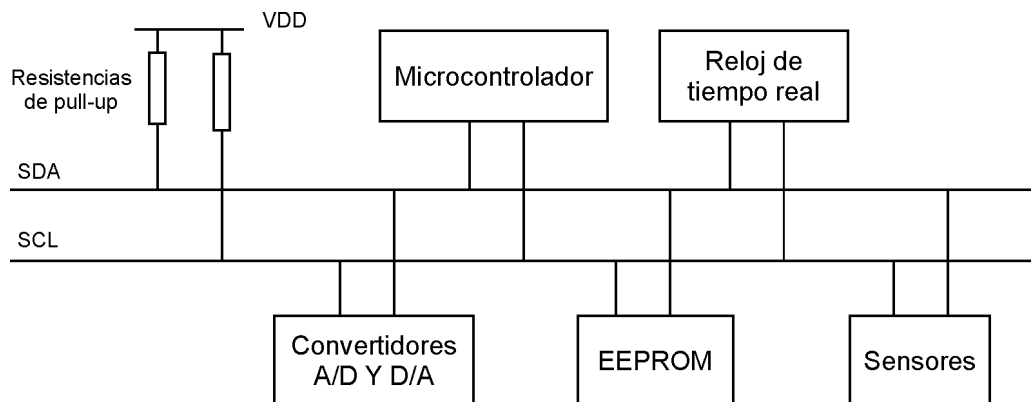 VDD
Resistencias
de pull-up
Microcontrolador
Reloj de
tiempo real
SDA
SCL
Convertidores
A/D Y D/A
EEPROM
Sensores